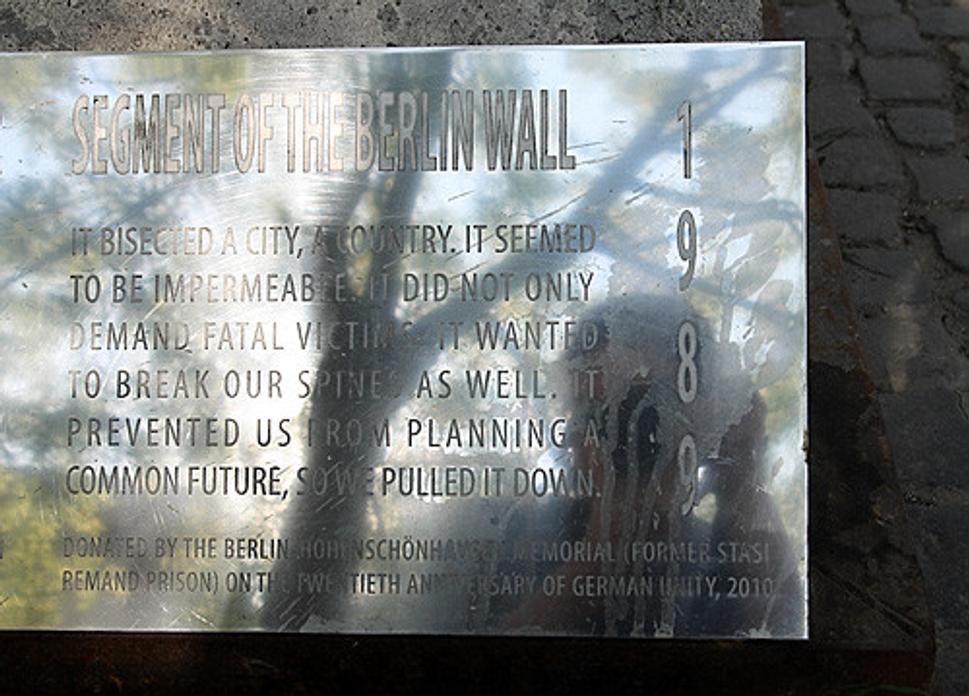 SEGMENT OF THE BERLIN WALL
IT BISECTED A CITY, A COUNTRY. IT SEEMED
TO BE IMPERMEABLE. IT DID NOT ONLY
DEMAND FATAL VICTIMS. IT WANTED
TO BREAK OUR SPINES AS WELL. IT
PREVENTED US FROM PLANNING A
COMMON FUTURE, SO WE PULLED IT DOWN.
DONATED BY THE BERLIN-HOHENSCHÖNHAUSEN MEMORIAL (FORMER STASI
REMAND PRISON) ON THE TWENTIETH ANNIVERSARY OF GERMAN UNITY, 2010
1
9
8
9